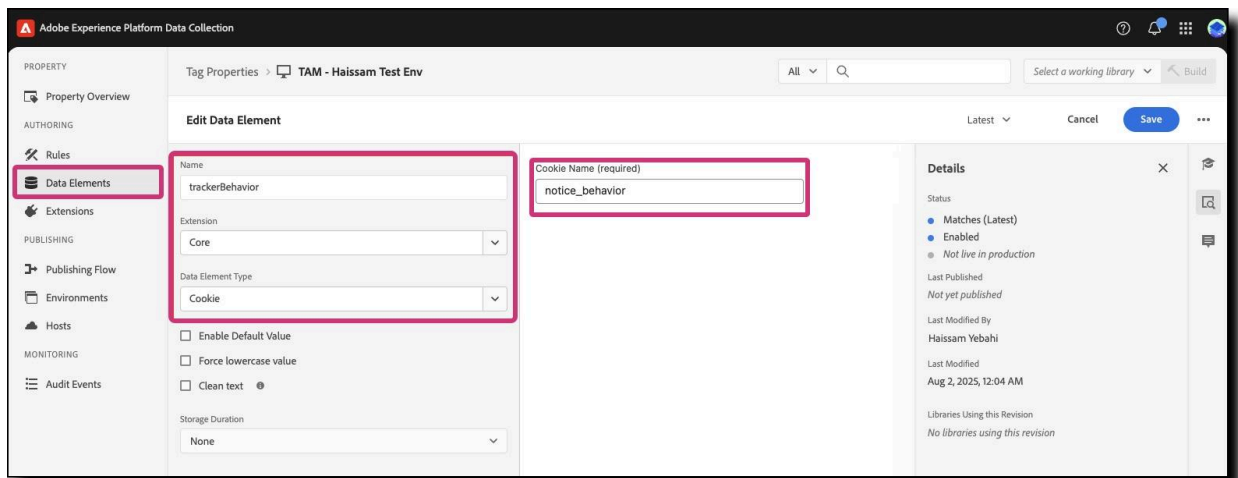 Adobe Experience Platform Data Collection
PROPERTY
Property Overview
AUTHORING
Rules
Data Elements
Extensions
PUBLISHING
Publishing Flow
Environments
Hosts
MONITORING
Audit Events
Tag Properties > TAM - Haissam Test Env
All
Select a working library
Build
Edit Data Element
Latest
Cancel
Save
Name
trackerBehavior
Extension
Core
Data Element Type
Cookie
Enable Default Value
Force lowercase value
Clean text
Storage Duration
None
Cookie Name (required)
notice_behavior
Details
Status
Matches (Latest)
Enabled
Not live in production
Last Published
Not yet published
Last Modified By
Haissam Yebahi
Last Modified
Aug 2, 2025, 12:04 AM
Libraries Using this Revision
No libraries using this revision